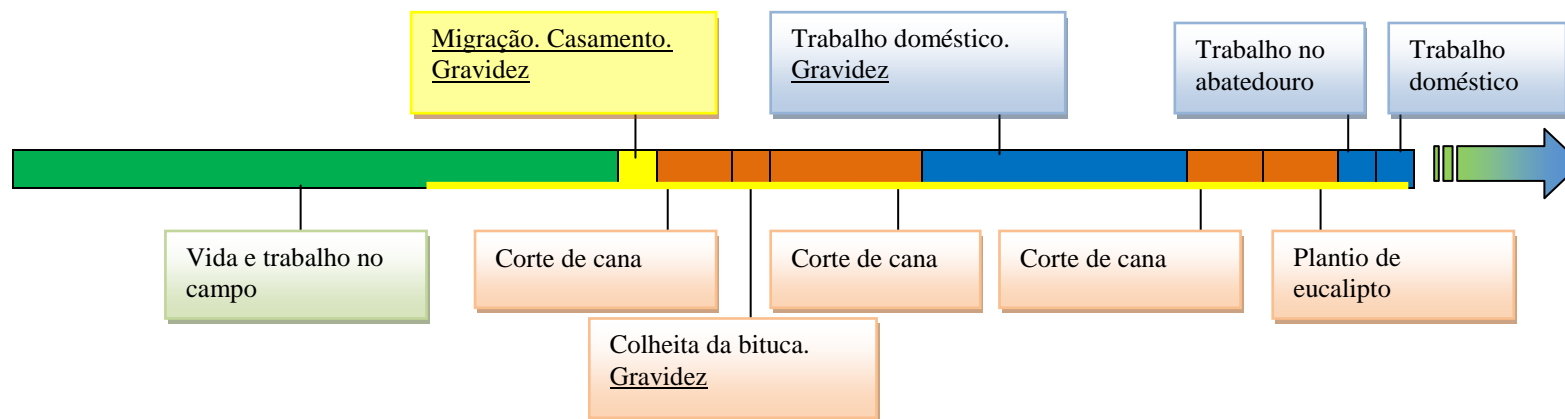 Migração. Casamento.
Gravidez
Trabalho doméstico.
Gravidez
Trabalho no
abatedouro
Trabalho
doméstico
Vida e trabalho no
campo
Corte de cana
Colheita da bituca.
Gravidez
Corte de cana
Corte de cana
Plantio de
eucalipto